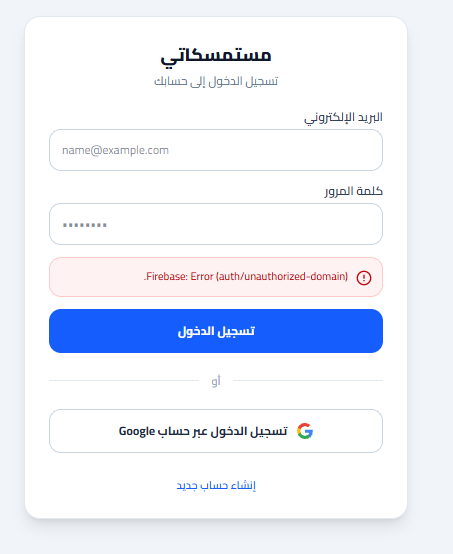 مستمسكاتي
تسجيل الدخول إلى حسابك
البريد الإلكتروني
name@example.com
كلمة المرور
••••••••
Firebase: Error (auth/unauthorized-domain).
تسجيل الدخول
أو
تسجيل الدخول عبر حساب Google
إنشاء حساب جديد